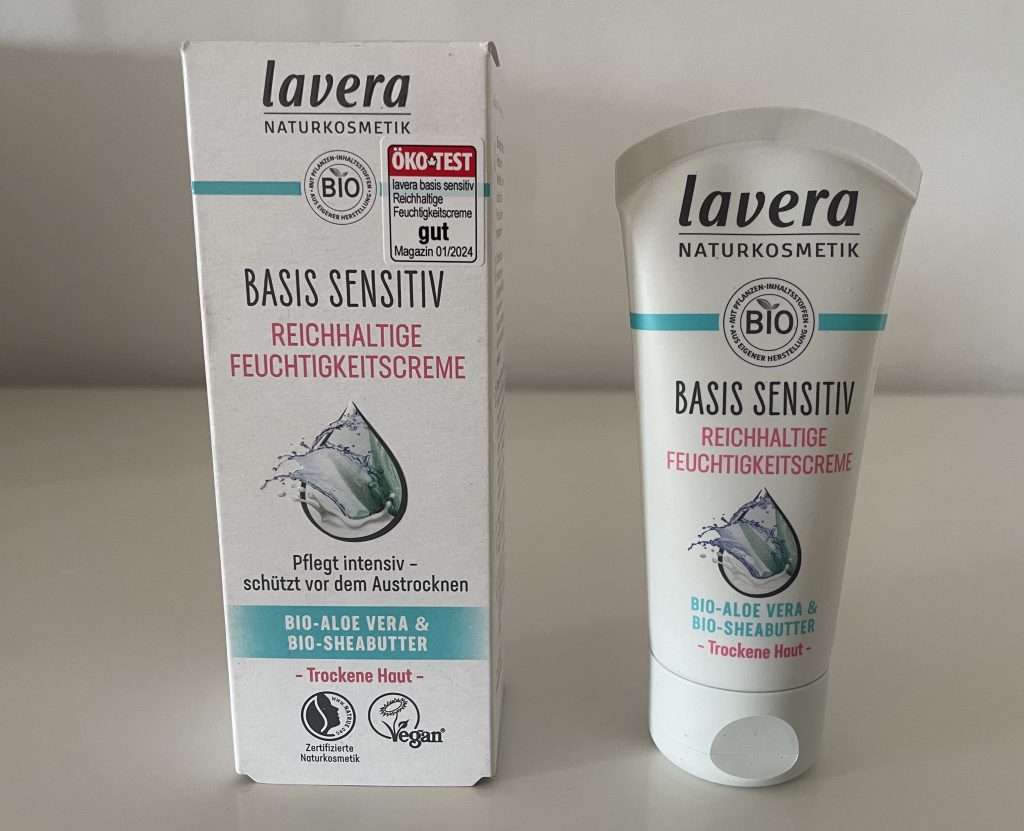 lavera
NATURKOSMETIK
MIT PFLANZEN-INHALTSSTOFFEN
BIO
AUS EIGENER HERSTELLUNG
ÖKO-TEST
lavera basis sensitiv
Reichhaltige
Feuchtigkeitscreme
gut
Magazin 01/2024
BASIS SENSITIV
REICHHALTIGE
FEUCHTIGKEITSCREME
Pflegt intensiv –
schützt vor dem Austrocknen
BIO-ALOE VERA &
BIO-SHEABUTTER
- Trockene Haut -
WWW.NATRUE.ORG
Zertifizierte
Naturkosmetik
Vegan
lavera
NATURKOSMETIK
MIT PFLANZEN-INHALTSSTOFFEN
BIO
AUS EIGENER HERSTELLUNG
BASIS SENSITIV
REICHHALTIGE
FEUCHTIGKEITSCREME
BIO-ALOE VERA &
BIO-SHEABUTTER
- Trockene Haut -